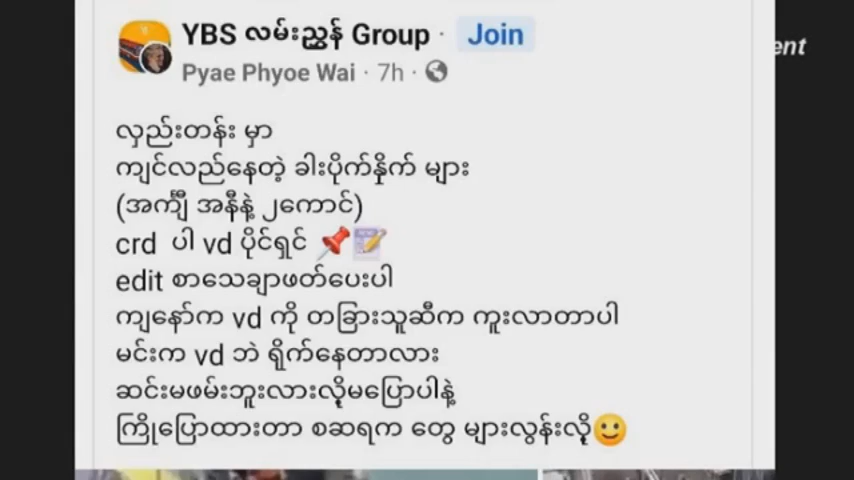 YBS လမ်းညွှန် Group · Join
Pyae Phyoe Wai · 7h ·
ent
လှည်းတန်း မှာ
ကျင်လည်နေတဲ့ ခါးပိုက်နှိုက် များ
(အင်္ကျီ အနီနဲ့ ၂ကောင်)
crd ပါ vd ပိုင်ရှင် 📌📝
edit စာသေချာဖတ်ပေးပါ
ကျနော်က vd ကို တခြားသူဆီက ကူးလာတာပါ
မင်းက vd ဘဲ ရိုက်နေတာလား
ဆင်းမဖမ်းဘူးလားလို့မပြောပါနဲ့
ကြိုပြောထားတာ စဆရက တွေ များလွန်းလို့🙂